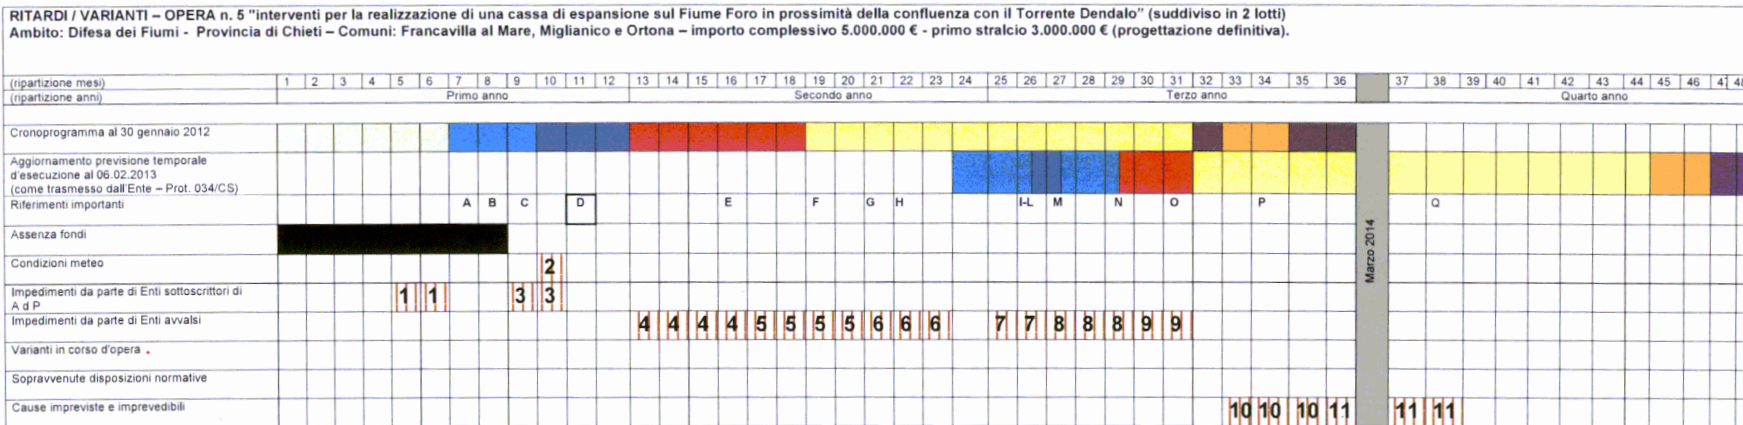 RITARDI / VARIANTI – OPERA n. 5 "interventi per la realizzazione di una cassa di espansione sul Fiume Foro in prossimità della confluenza con il Torrente Dendalo" (suddiviso in 2 lotti)
Ambito: Difesa dei Fiumi - Provincia di Chieti – Comuni: Francavilla al Mare, Miglianico e Ortona – importo complessivo 5.000.000 € - primo stralcio 3.000.000 € (progettazione definitiva).
(ripartizione mesi) 1 2 3 4 5 6 7 8 9 10 11 12 13 14 15 16 17 18 19 20 21 22 23 24 25 26 27 28 29 30 31 32 33 34 35 36 37 38 39 40 41 42 43 44 45 46 47 48
(ripartizione anni) Primo anno Secondo anno Terzo anno Quarto anno
Cronoprogramma al 30 gennaio 2012
Aggiornamento previsione temporale
d'esecuzione al 06.02.2013
(come trasmesso dall'Ente – Prot. 034/CS)
Riferimenti importanti A B C D E F G H I-L M N O P Q
Marzo 2014
Assenza fondi
Condizioni meteo 2
Impedimenti da parte di Enti sottoscrittori di
A d P 1 1 3 3
Impedimenti da parte di Enti avvalsi 4 4 4 4 5 5 5 5 6 6 6 7 7 8 8 8 9 9
Varianti in corso d'opera .
Sopravvenute disposizioni normative
Cause impreviste e imprevedibili 10 10 10 11 11 11